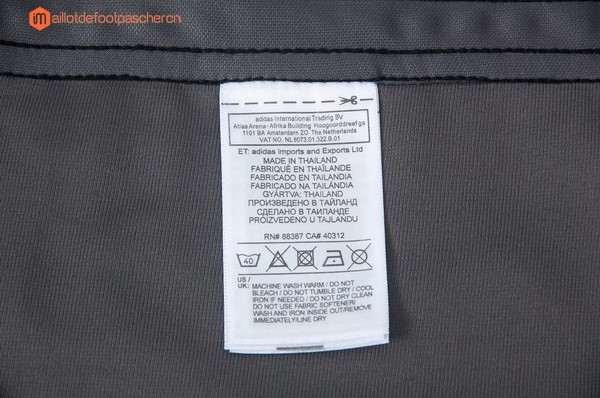 maillotdefootpaschercn
adidas International Trading BV
Atlas Arena - Afrika Building Hoogoorddreef 9a
1101 BA Amsterdam ZO The Netherlands
VAT No. NL8073.01.322.B.01
ET: adidas Imports and Exports Ltd
MADE IN THAILAND
FABRIQUÉ EN THAÏLANDE
FABRICADO EN TAILANDIA
FABRICADO NA TAILÂNDIA
GYÁRTVA: THAILAND
ПРОИЗВЕДЕНО В ТАЙЛАНД
СДЕЛАНО В ТАИЛАНДЕ
PROIZVEDENO U TAJLANDU
RN# 88387 CA# 40312
40
US /
UK: MACHINE WASH WARM / DO NOT
BLEACH / DO NOT TUMBLE DRY / COOL
IRON IF NEEDED / DO NOT DRY CLEAN
/ DO NOT USE FABRIC SOFTENER/
WASH AND IRON INSIDE OUT/REMOVE
IMMEDIATELY/LINE DRY